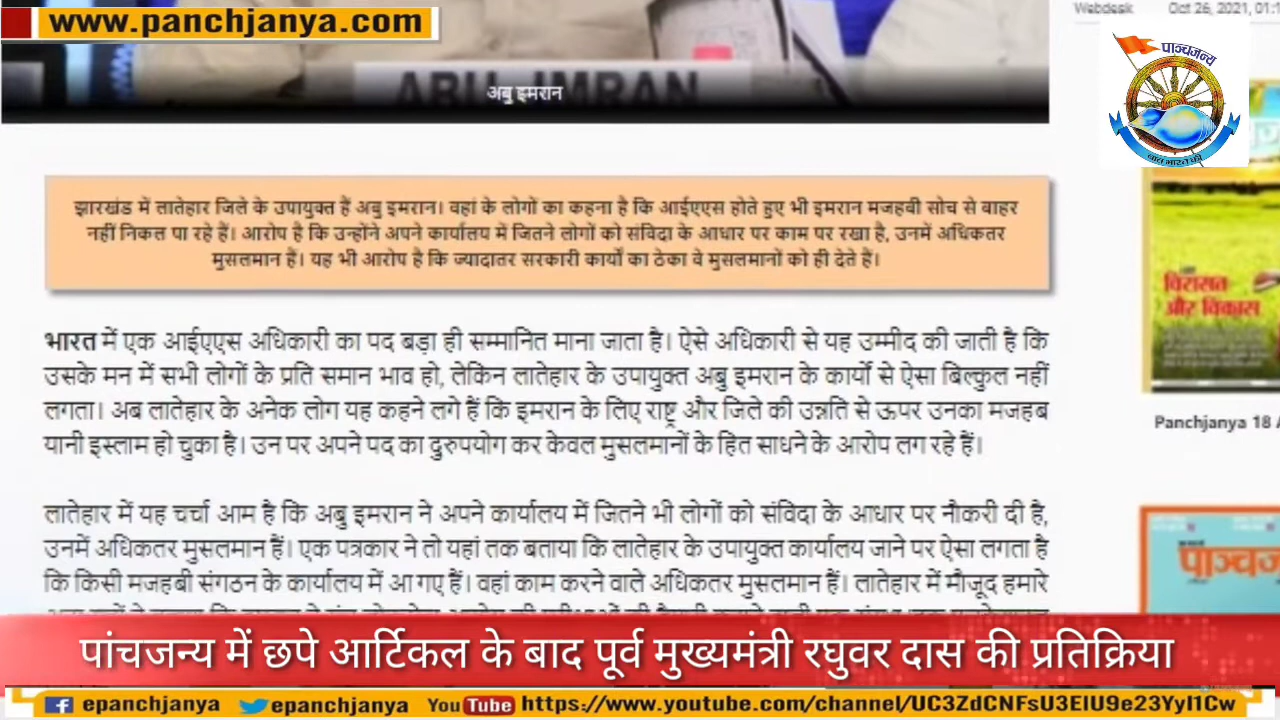 www.panchjanya.com
Webdesk Oct 26, 2021, 01:1
पाञ्चजन्य
बात भारत की
ABU IMRAN
अबु इमरान
झारखंड में लातेहार जिले के उपायुक्त हैं अबु इमरान। वहां के लोगों का कहना है कि आईएएस होते हुए भी इमरान मजहबी सोच से बाहर
नहीं निकल पा रहे हैं। आरोप है कि उन्होंने अपने कार्यालय में जितने लोगों को संविदा के आधार पर काम पर रखा है, उनमें अधिकतर
मुसलमान हैं। यह भी आरोप है कि ज्यादातर सरकारी कार्यों का ठेका वे मुसलमानों को ही देते हैं।
विरासत
और विकास
भारत में एक आईएएस अधिकारी का पद बड़ा ही सम्मानित माना जाता है। ऐसे अधिकारी से यह उम्मीद की जाती है कि
उसके मन में सभी लोगों के प्रति समान भाव हो, लेकिन लातेहार के उपायुक्त अबु इमरान के कार्यों से ऐसा बिल्कुल नहीं
लगता। अब लातेहार के अनेक लोग यह कहने लगे हैं कि इमरान के लिए राष्ट्र और जिले की उन्नति से ऊपर उनका मजहब
यानी इस्लाम हो चुका है। उन पर अपने पद का दुरुपयोग कर केवल मुसलमानों के हित साधने के आरोप लग रहे हैं।
Panchjanya 18 A
लातेहार में यह चर्चा आम है कि अबु इमरान ने अपने कार्यालय में जितने भी लोगों को संविदा के आधार पर नौकरी दी है,
उनमें अधिकतर मुसलमान हैं। एक पत्रकार ने तो यहां तक बताया कि लातेहार के उपायुक्त कार्यालय जाने पर ऐसा लगता है
कि किसी मजहबी संगठन के कार्यालय में आ गए हैं। वहां काम करने वाले अधिकतर मुसलमान हैं। लातेहार में मौजूद हमारे
पाञ्चज
पांचजन्य में छपे आर्टिकल के बाद पूर्व मुख्यमंत्री रघुवर दास की प्रतिक्रिया
epanchjanya epanchjanya YouTube https://www.youtube.com/channel/UC3ZdCNFsU3EIU9e23YyI1Cw